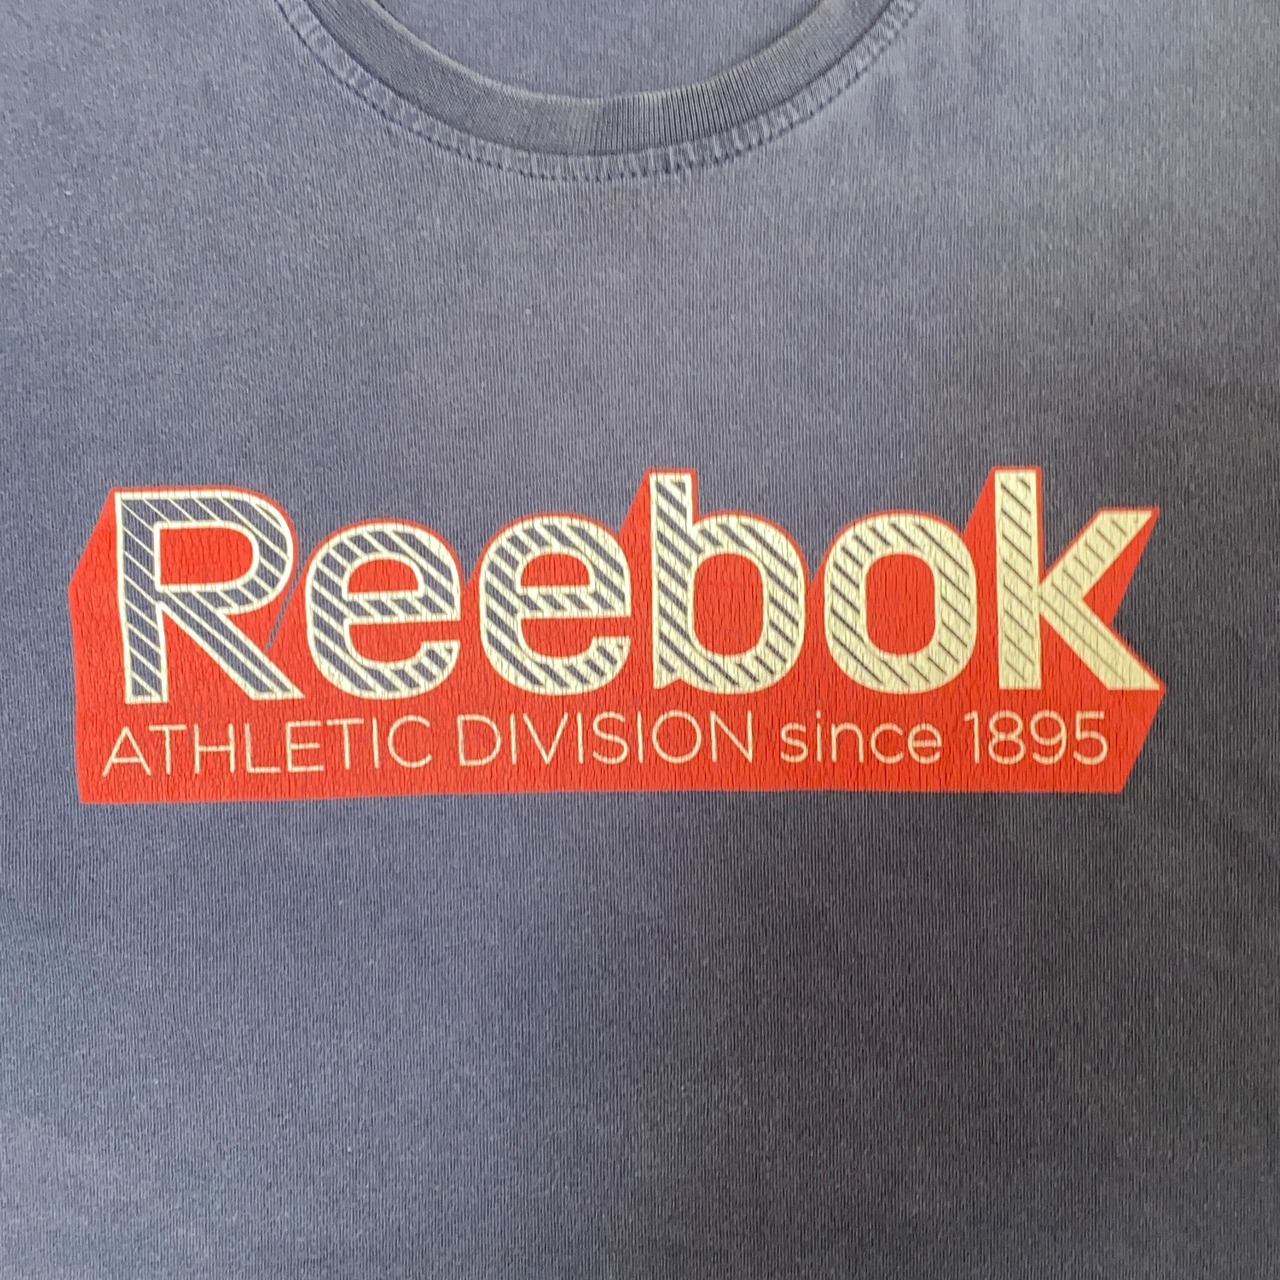 Reebok
ATHLETIC DIVISION since 1895